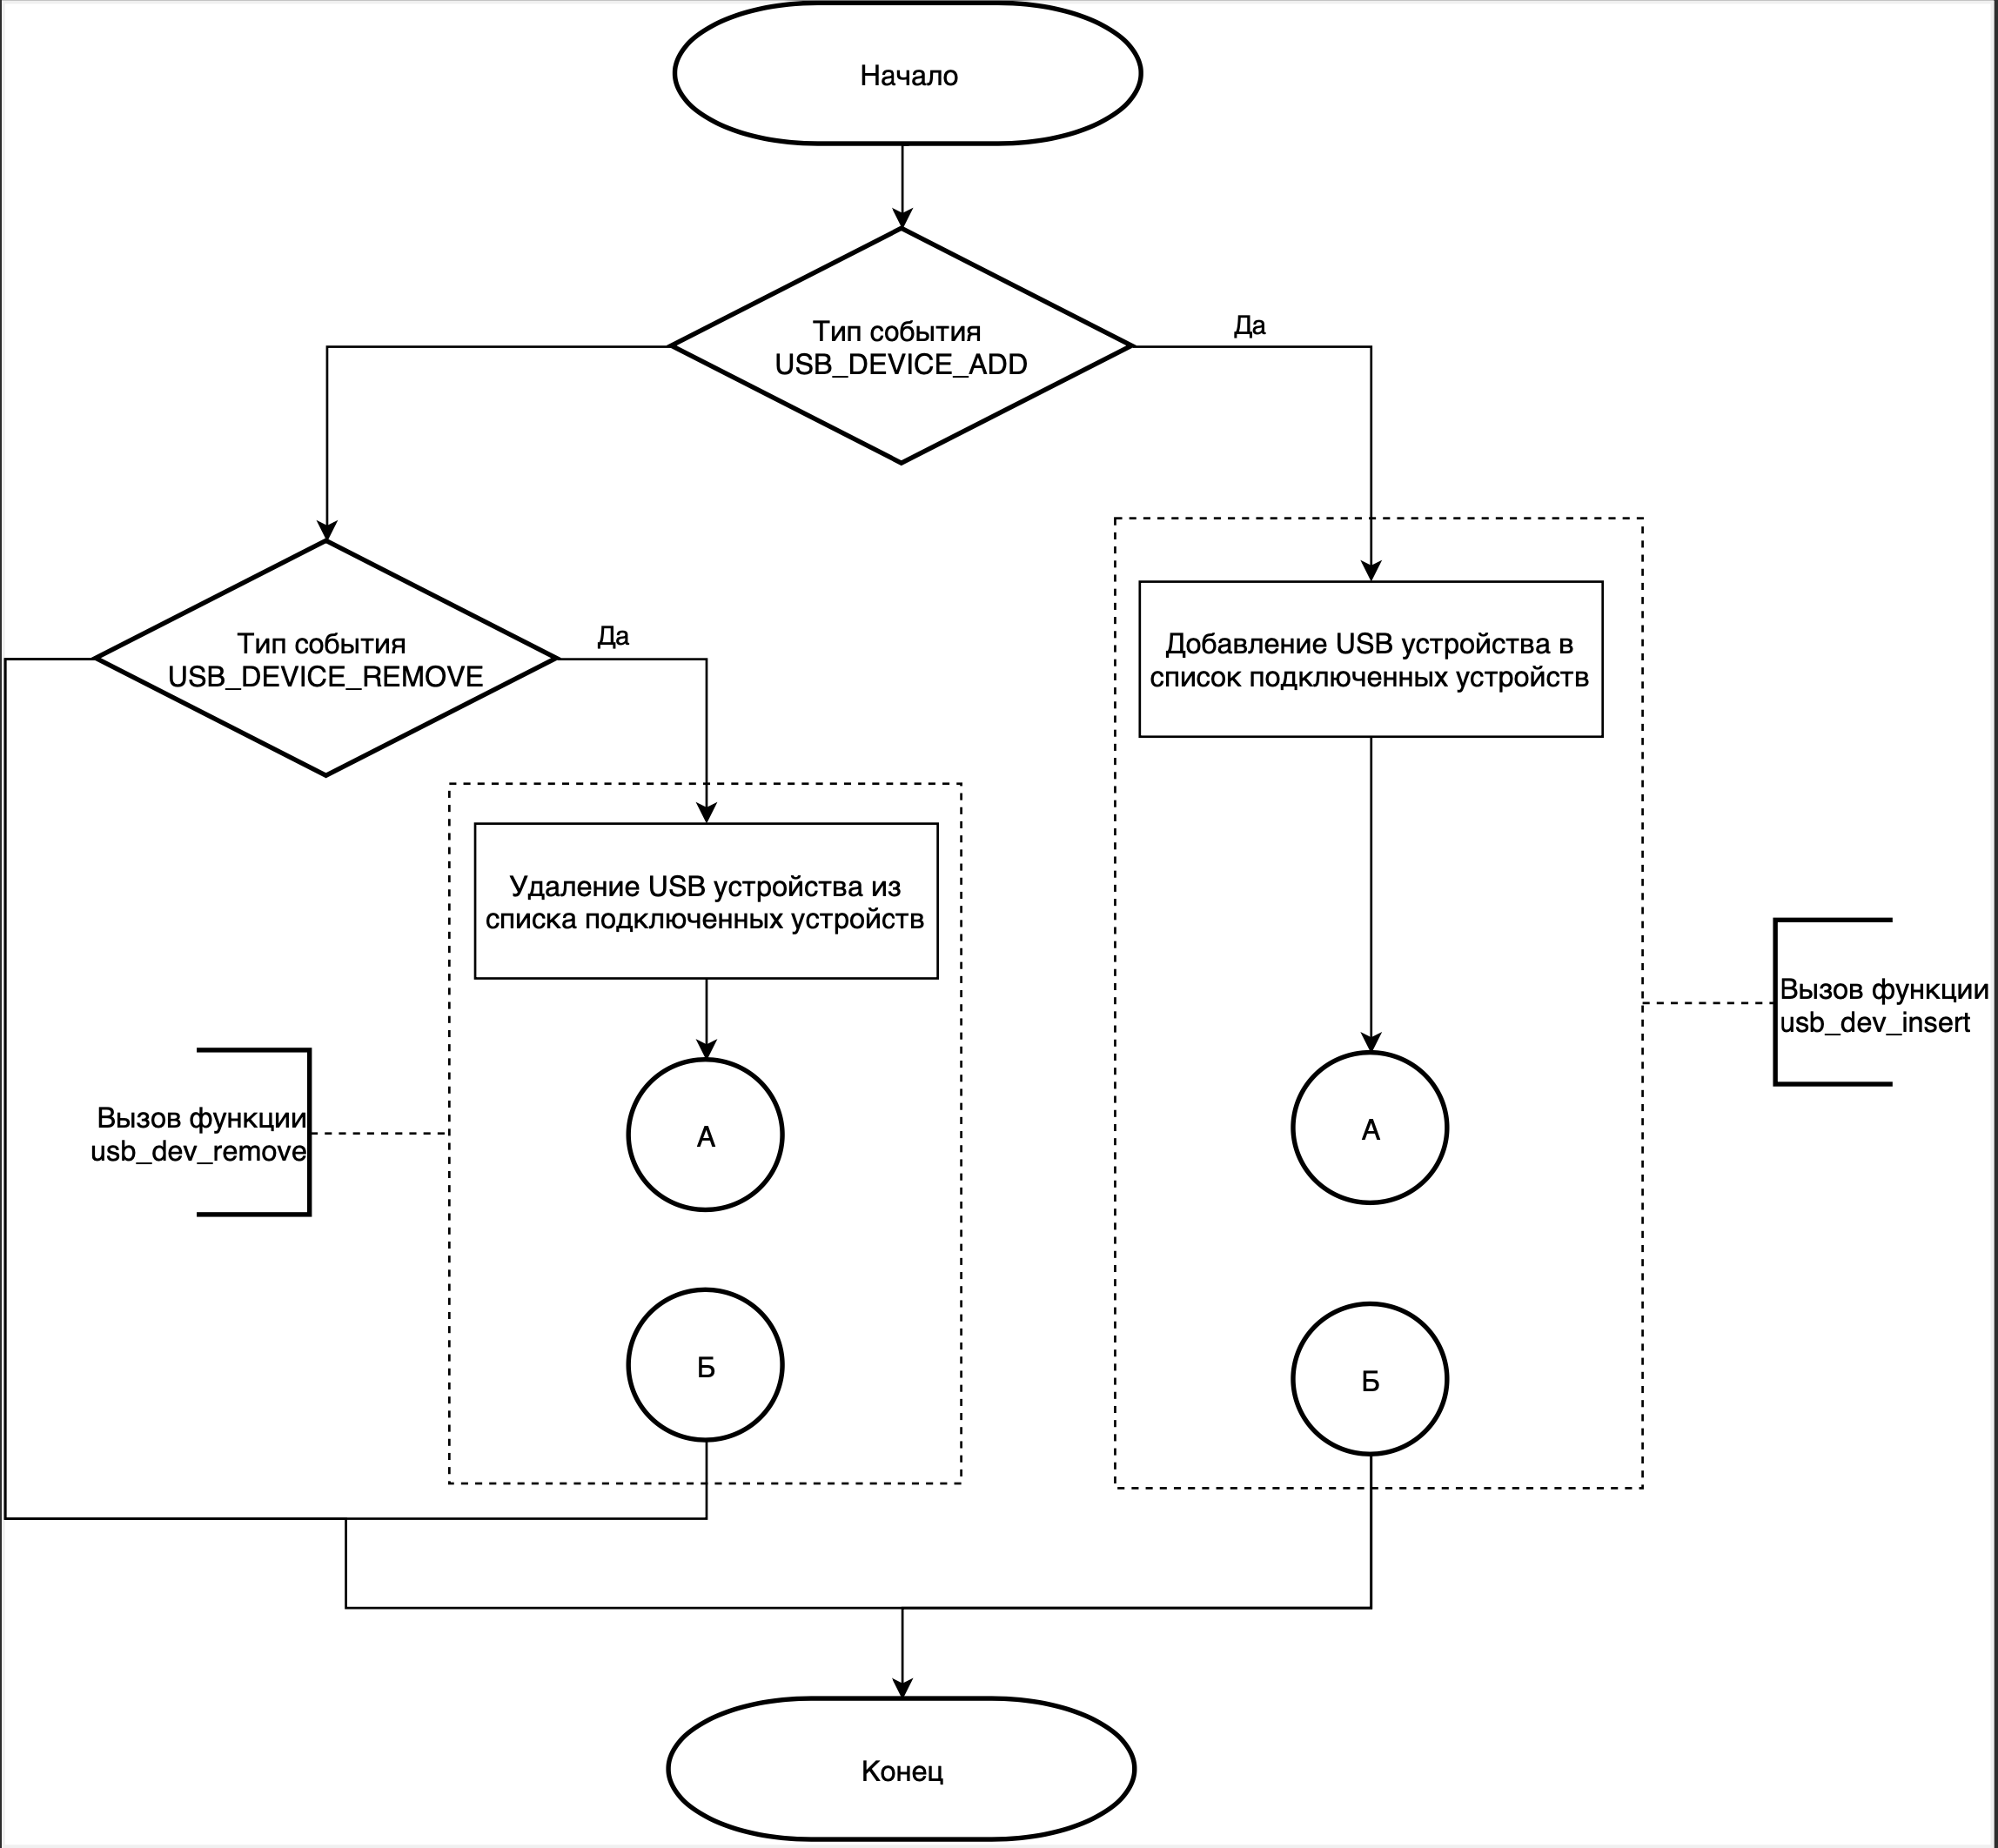 Начало
Тип события
USB_DEVICE_ADD
Да
Тип события
USB_DEVICE_REMOVE
Да
Добавление USB устройства в
список подключенных устройств
Удаление USB устройства из
списка подключенных устройств
Вызов функции
usb_dev_insert
Вызов функции
usb_dev_remove
А
А
Б
Б
Конец